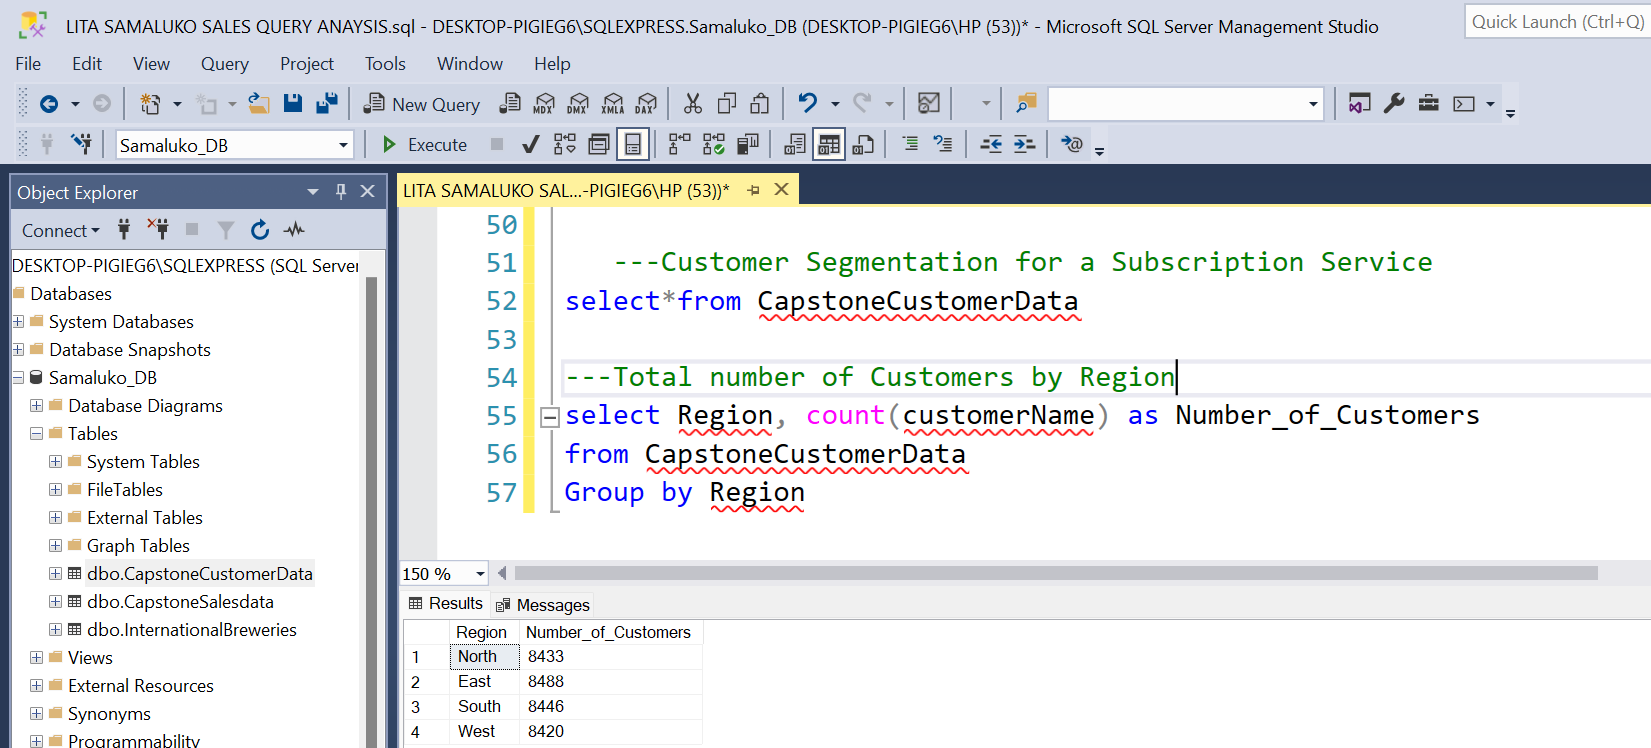 LITA SAMALUKO SALES QUERY ANAYSIS.sql - DESKTOP-PIGIEG6\SQLEXPRESS.Samaluko_DB (DESKTOP-PIGIEG6\HP (53))* - Microsoft SQL Server Management Studio
Quick Launch (Ctrl+Q)
File Edit View Query Project Tools Window Help
New Query MDX DMX XMLA DAX
Samaluko_DB Execute
Object Explorer
Connect
DESKTOP-PIGIEG6\SQLEXPRESS (SQL Server
Databases
System Databases
Database Snapshots
Samaluko_DB
Database Diagrams
Tables
System Tables
FileTables
External Tables
Graph Tables
dbo.CapstoneCustomerData
dbo.CapstoneSalesdata
dbo.InternationalBreweries
Views
External Resources
Synonyms
Programmability
LITA SAMALUKO SAL...-PIGIEG6\HP (53))*
50
51 ---Customer Segmentation for a Subscription Service
52 select*from CapstoneCustomerData
53
54 ---Total number of Customers by Region
55 select Region, count(customerName) as Number_of_Customers
56 from CapstoneCustomerData
57 Group by Region
150 %
Results Messages
Region Number_of_Customers
1 North 8433
2 East 8488
3 South 8446
4 West 8420